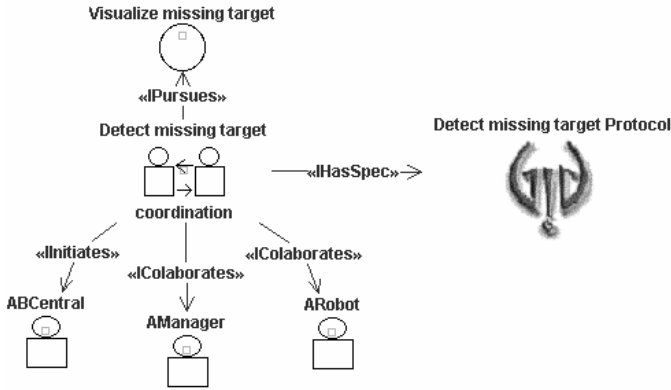 Visualize missing target
«IPursues»
Detect missing target
Detect missing target Protocol
«IHasSpec»
coordination
«IInitiates»
«IColaborates»
«IColaborates»
ABCentral
AManager
ARobot